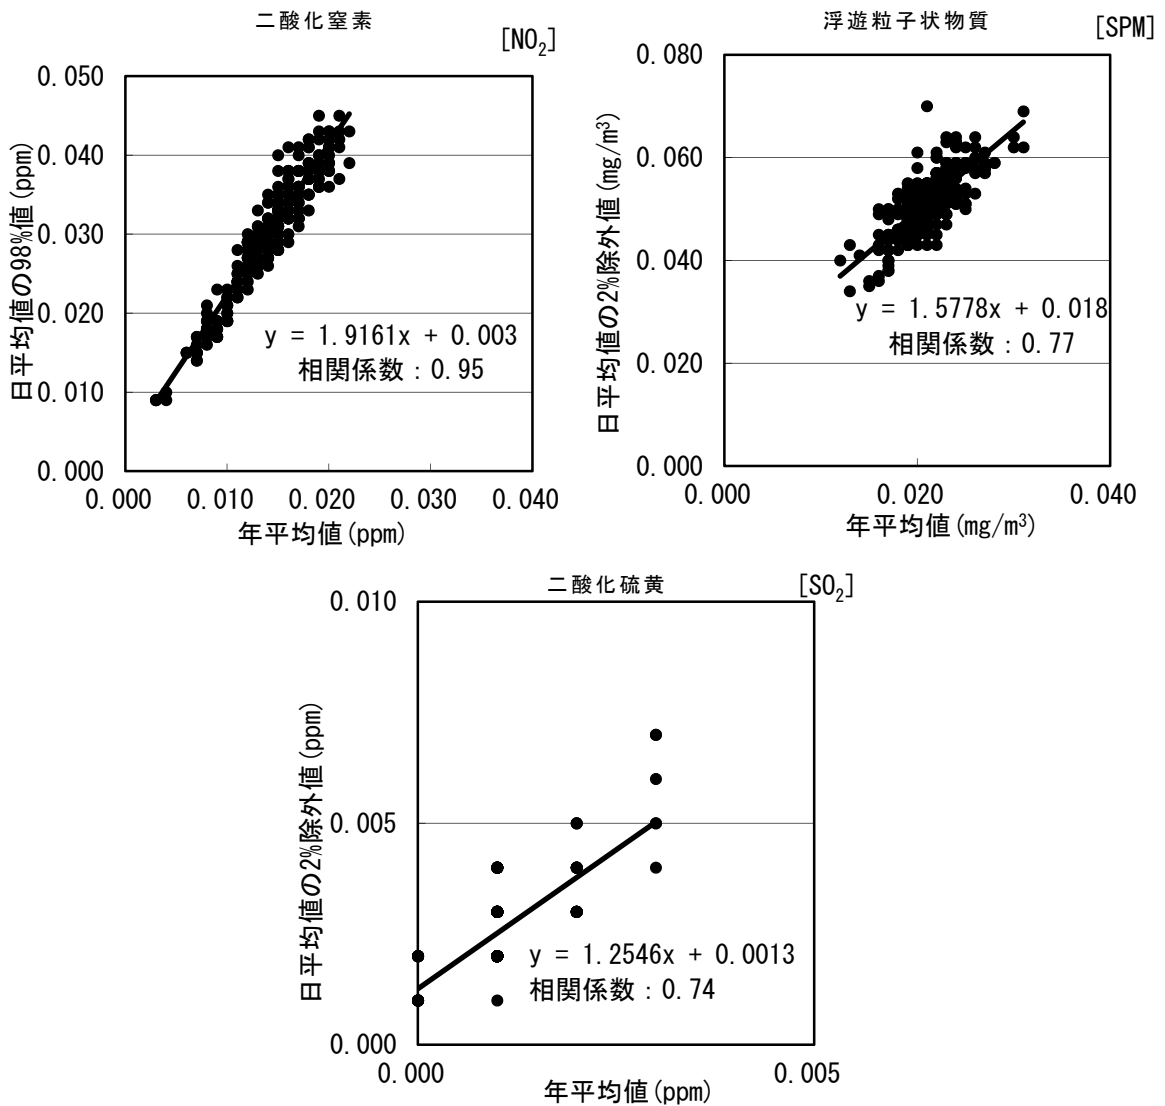 二酸化窒素
[NO₂]
0.050
0.040
0.030
0.020
0.010
0.000
日平均値の98%値(ppm)
y = 1.9161x + 0.003
相関係数：0.95
0.000 0.010 0.020 0.030 0.040
年平均値(ppm)
浮遊粒子状物質
[SPM]
0.080
0.060
0.040
0.020
0.000
日平均値の2%除外値(mg/m³)
y = 1.5778x + 0.018
相関係数：0.77
0.000 0.020 0.040
年平均値(mg/m³)
二酸化硫黄
[SO₂]
0.010
0.005
0.000
日平均値の2%除外値(ppm)
y = 1.2546x + 0.0013
相関係数：0.74
0.000 0.005
年平均値(ppm)